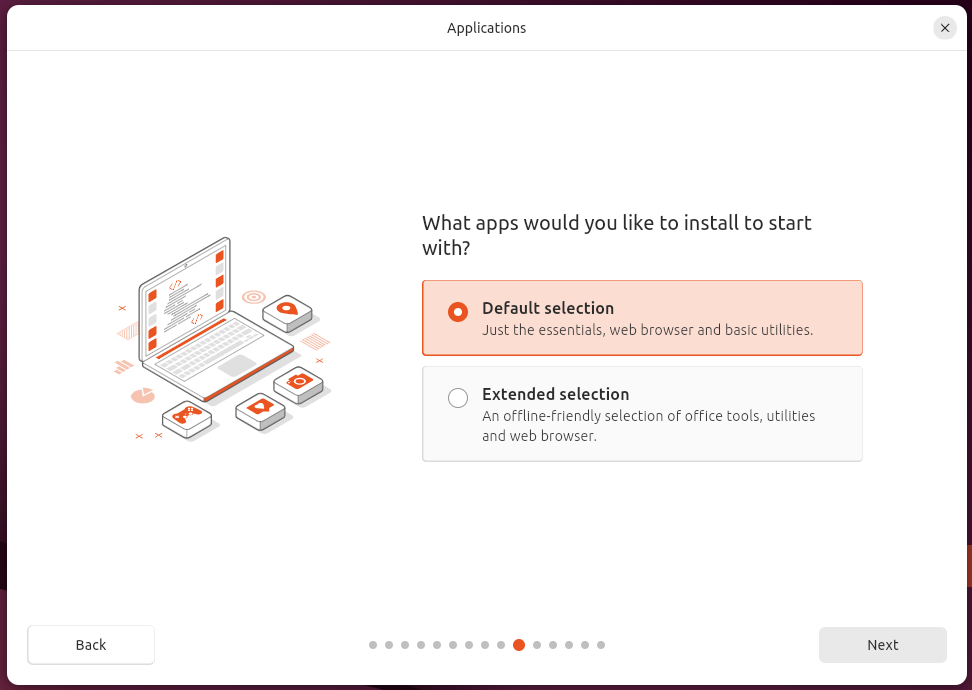 Applications
What apps would you like to install to start
with?
Default selection
Just the essentials, web browser and basic utilities.
Extended selection
An offline-friendly selection of office tools, utilities
and web browser.
Back
Next